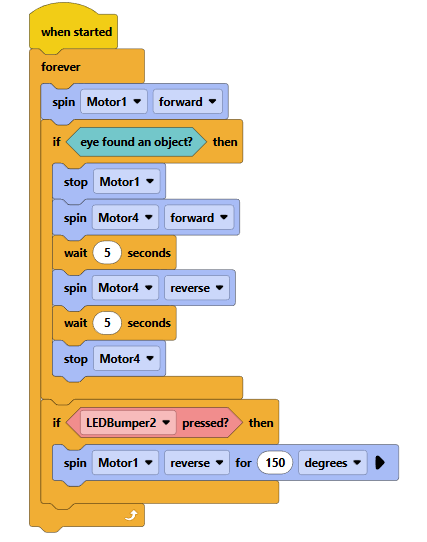 when started
forever
spin Motor1 forward
if eye found an object? then
stop Motor1
spin Motor4 forward
wait 5 seconds
spin Motor4 reverse
wait 5 seconds
stop Motor4
if LEDBumper2 pressed? then
spin Motor1 reverse for 150 degrees